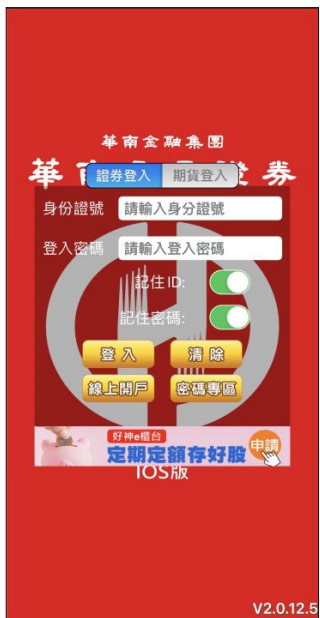 華南金融集團
華 券
證券登入 期貨登入
身份證號 請輸入身分證號
登入密碼 請輸入登入密碼
記住ID:
記住密碼:
登 入 清 除
線上開戶 密碼專區
好神e櫃台
定期定額存好股 申請
IOS版
V2.0.12.5